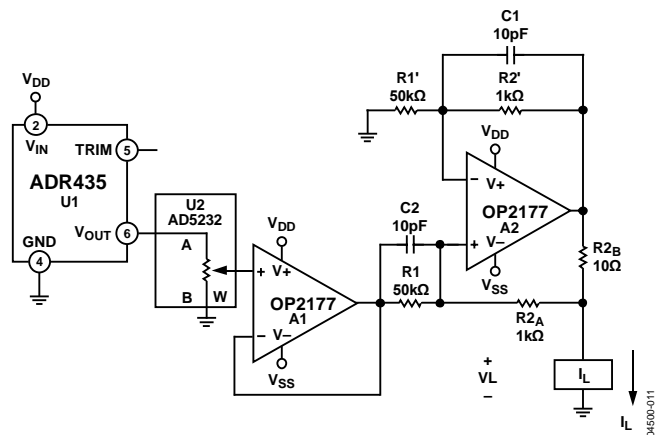 C1
10pF
R1'
50kΩ
R2'
1kΩ
VDD
2
VIN
TRIM
5
ADR435
U1
VOUT
6
GND
4
U2
AD5232
A
B
W
VDD
+
V+
OP2177
A1
−
V−
VSS
C2
10pF
R1
50kΩ
VDD
−
V+
OP2177
A2
+
V−
VSS
R2B
10Ω
R2A
1kΩ
+
VL
−
IL
IL
04500-011